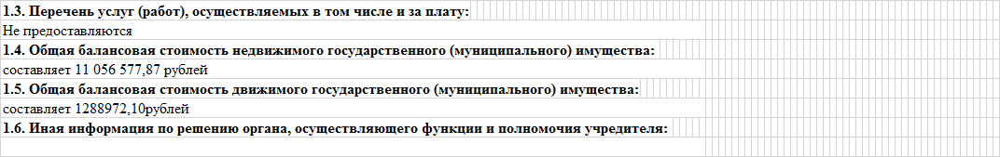 1.3. Перечень услуг (работ), осуществляемых в том числе и за плату:
Не предоставляются
1.4. Общая балансовая стоимость недвижимого государственного (муниципального) имущества:
составляет 11 056 577,87 рублей
1.5. Общая балансовая стоимость движимого государственного (муниципального) имущества:
составляет 1288972,10рублей
1.6. Иная информация по решению органа, осуществляющего функции и полномочия учредителя: